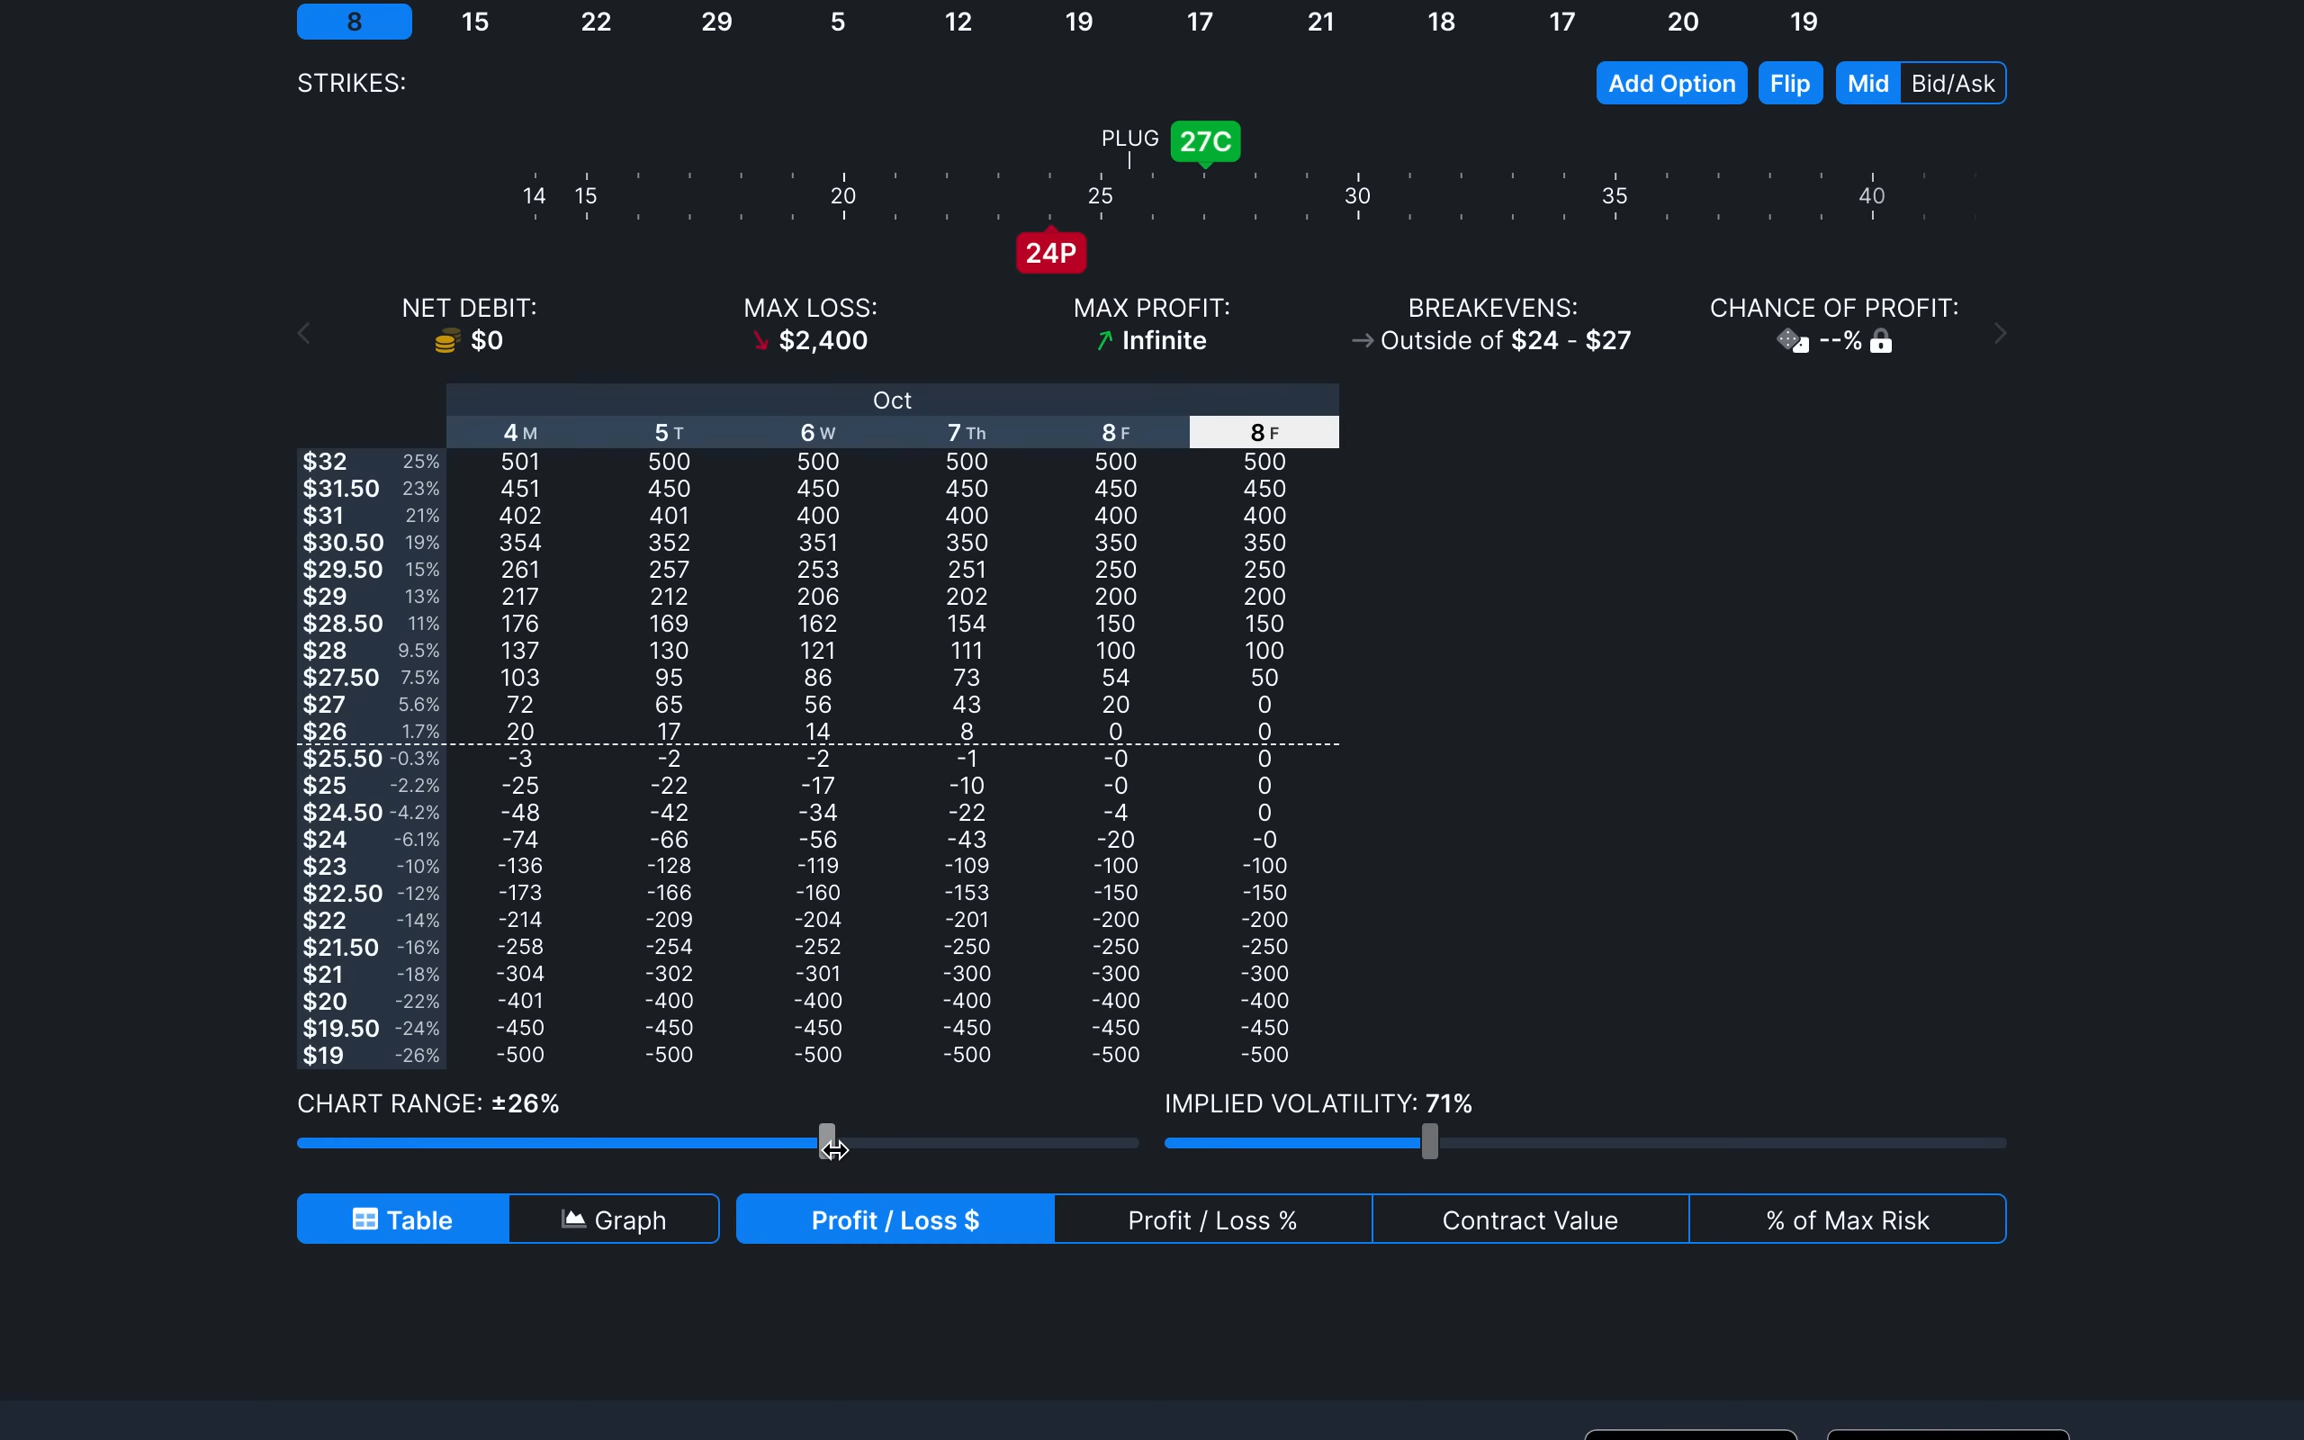 8 15 22 29 5 12 19 17 21 18 17 20 19
STRIKES: Add Option Flip Mid Bid/Ask
PLUG 27C
14 15 20 25 30 35 40
24P
NET DEBIT: MAX LOSS: MAX PROFIT: BREAKEVENS: CHANCE OF PROFIT:
$0 $2,400 Infinite Outside of $24 - $27 --%
Oct
4 M 5 T 6 W 7 Th 8 F 8 F
$32 25% 501 500 500 500 500 500
$31.50 23% 451 450 450 450 450 450
$31 21% 402 401 400 400 400 400
$30.50 19% 354 352 351 350 350 350
$29.50 15% 261 257 253 251 250 250
$29 13% 217 212 206 202 200 200
$28.50 11% 176 169 162 154 150 150
$28 9.5% 137 130 121 111 100 100
$27.50 7.5% 103 95 86 73 54 50
$27 5.6% 72 65 56 43 20 0
$26 1.7% 20 17 14 8 0 0
$25.50 -0.3% -3 -2 -2 -1 -0 0
$25 -2.2% -25 -22 -17 -10 -0 0
$24.50 -4.2% -48 -42 -34 -22 -4 0
$24 -6.1% -74 -66 -56 -43 -20 -0
$23 -10% -136 -128 -119 -109 -100 -100
$22.50 -12% -173 -166 -160 -153 -150 -150
$22 -14% -214 -209 -204 -201 -200 -200
$21.50 -16% -258 -254 -252 -250 -250 -250
$21 -18% -304 -302 -301 -300 -300 -300
$20 -22% -401 -400 -400 -400 -400 -400
$19.50 -24% -450 -450 -450 -450 -450 -450
$19 -26% -500 -500 -500 -500 -500 -500
CHART RANGE: ±26% IMPLIED VOLATILITY: 71%
Table Graph Profit / Loss $ Profit / Loss % Contract Value % of Max Risk